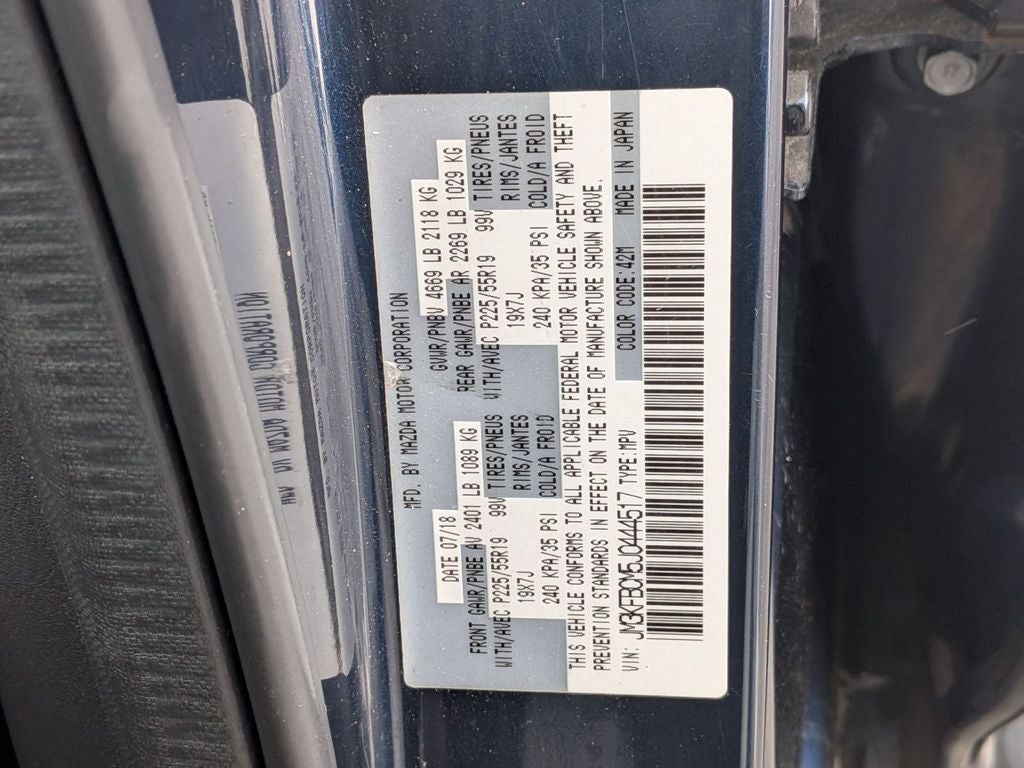 MFD. BY MAZDA MOTOR CORPORATION
DATE 07/18
GVWR/PNBV 4669 LB 2118 KG
FRONT GAWR/PNBE AV 2401 LB 1089 KG
REAR GAWR/PNBE AR 2269 LB 1029 KG
WITH/AVEC P225/55R19 99V TIRES/PNEUS
WITH/AVEC P225/55R19 99V TIRES/PNEUS
19X7J RIMS/JANTES
19X7J RIMS/JANTES
240 KPA/35 PSI COLD/A FROID
240 KPA/35 PSI COLD/A FROID
THIS VEHICLE CONFORMS TO ALL APPLICABLE FEDERAL MOTOR VEHICLE SAFETY AND THEFT
PREVENTION STANDARDS IN EFFECT ON THE DATE OF MANUFACTURE SHOWN ABOVE.
COLOR CODE:42M MADE IN JAPAN
VIN: JM3KFBCM5J0444517 TYPE:MPV